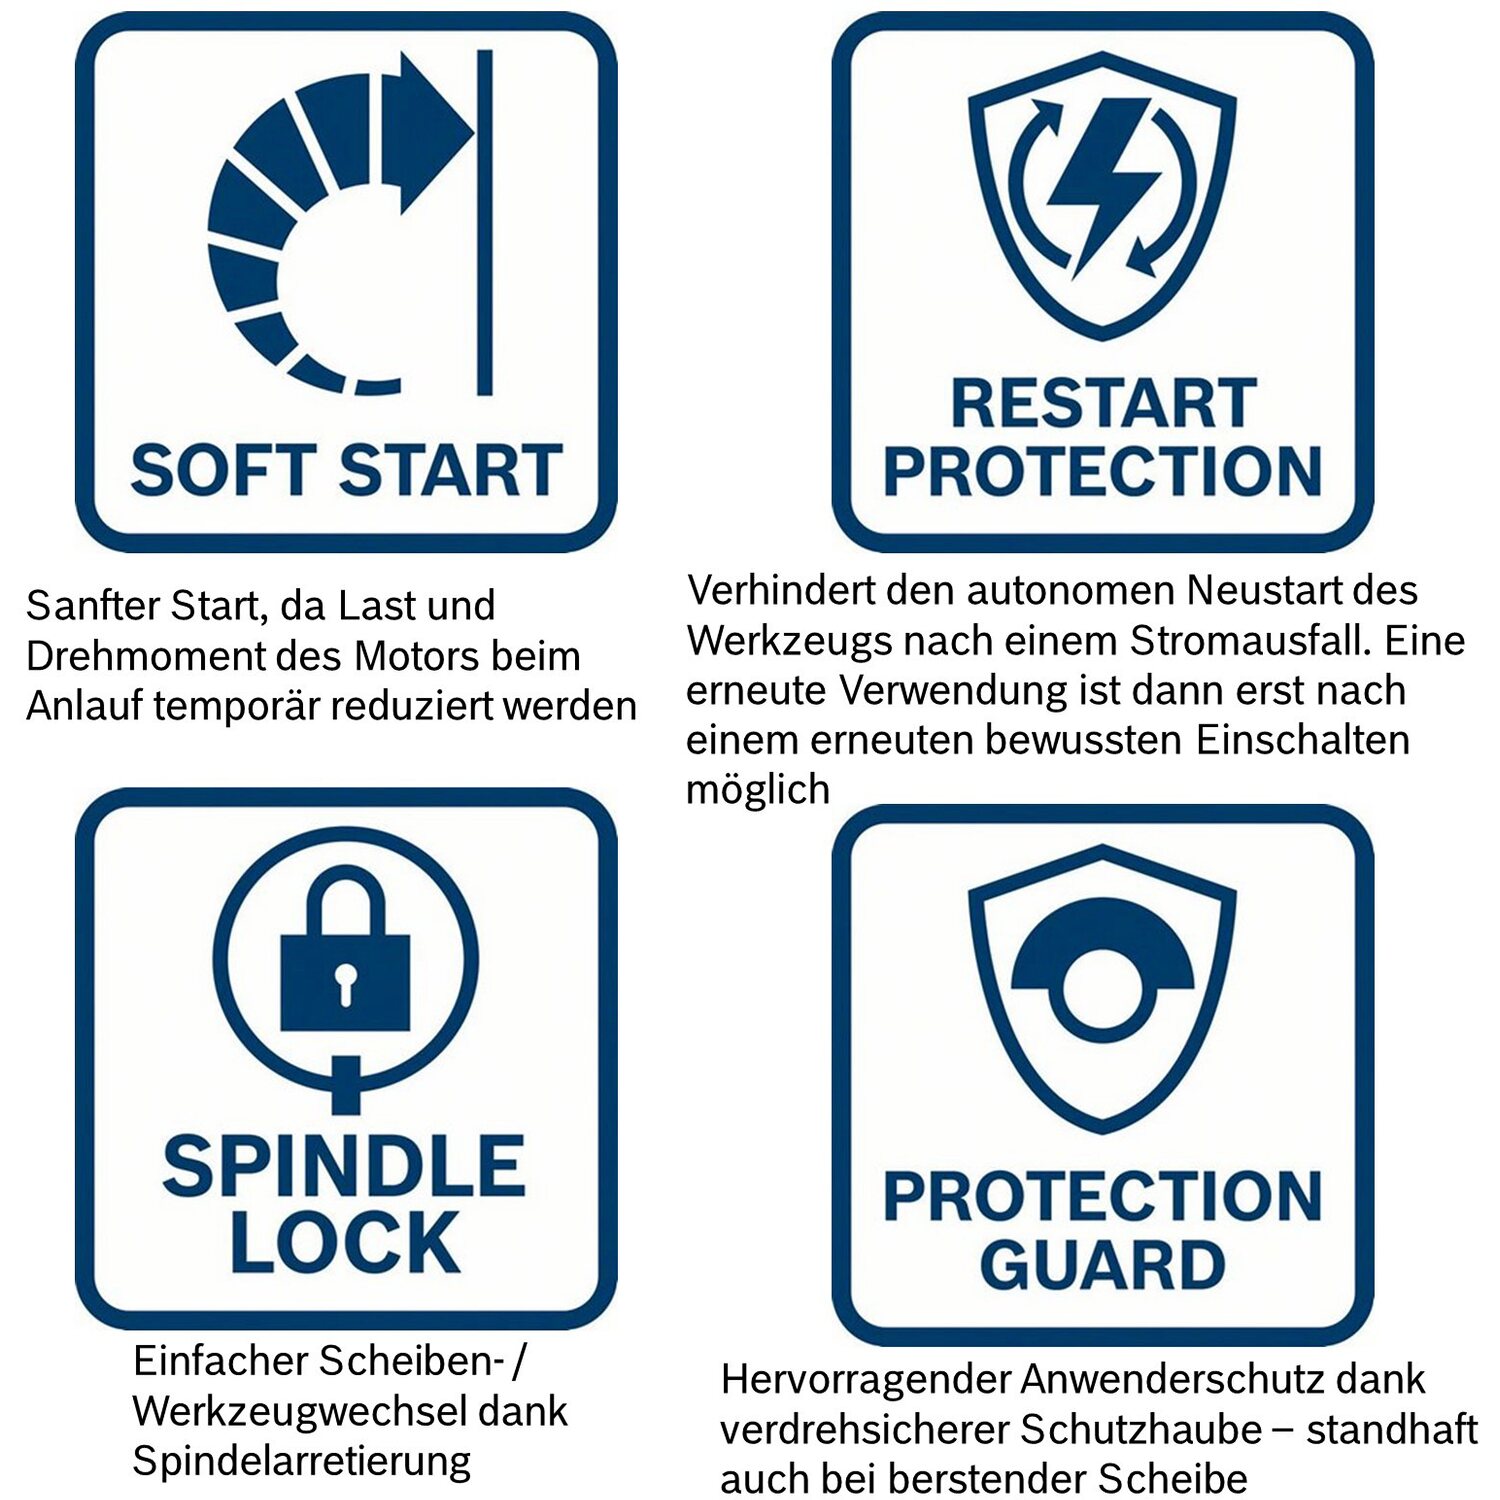 SOFT START
Sanfter Start, da Last und
Drehmoment des Motors beim
Anlauf temporär reduziert werden
RESTART
PROTECTION
Verhindert den autonomen Neustart des
Werkzeugs nach einem Stromausfall. Eine
erneute Verwendung ist dann erst nach
einem erneuten bewussten Einschalten
möglich
SPINDLE
LOCK
Einfacher Scheiben- /
Werkzeugwechsel dank
Spindelarretierung
PROTECTION
GUARD
Hervorragender Anwenderschutz dank
verdrehsicherer Schutzhaube – standhaft
auch bei berstender Scheibe